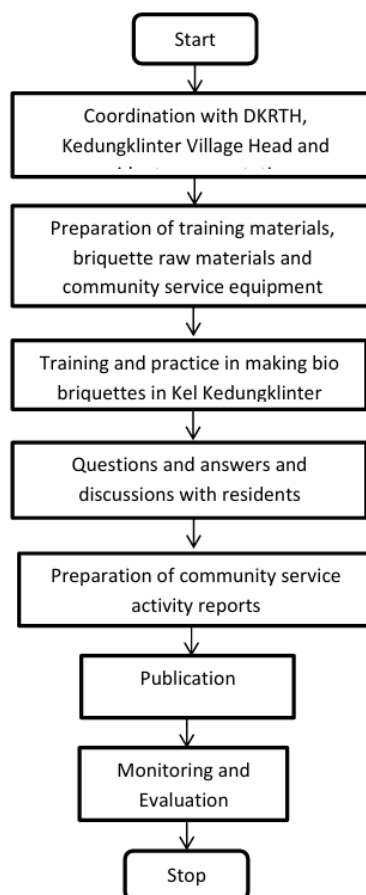 Start
Coordination with DKRTH,
Kedungklinter Village Head and
Preparation of training materials,
briquette raw materials and
community service equipment
Training and practice in making bio
briquettes in Kel Kedungklinter
Questions and answers and
discussions with residents
Preparation of community service
activity reports
Publication
Monitoring and
Evaluation
Stop